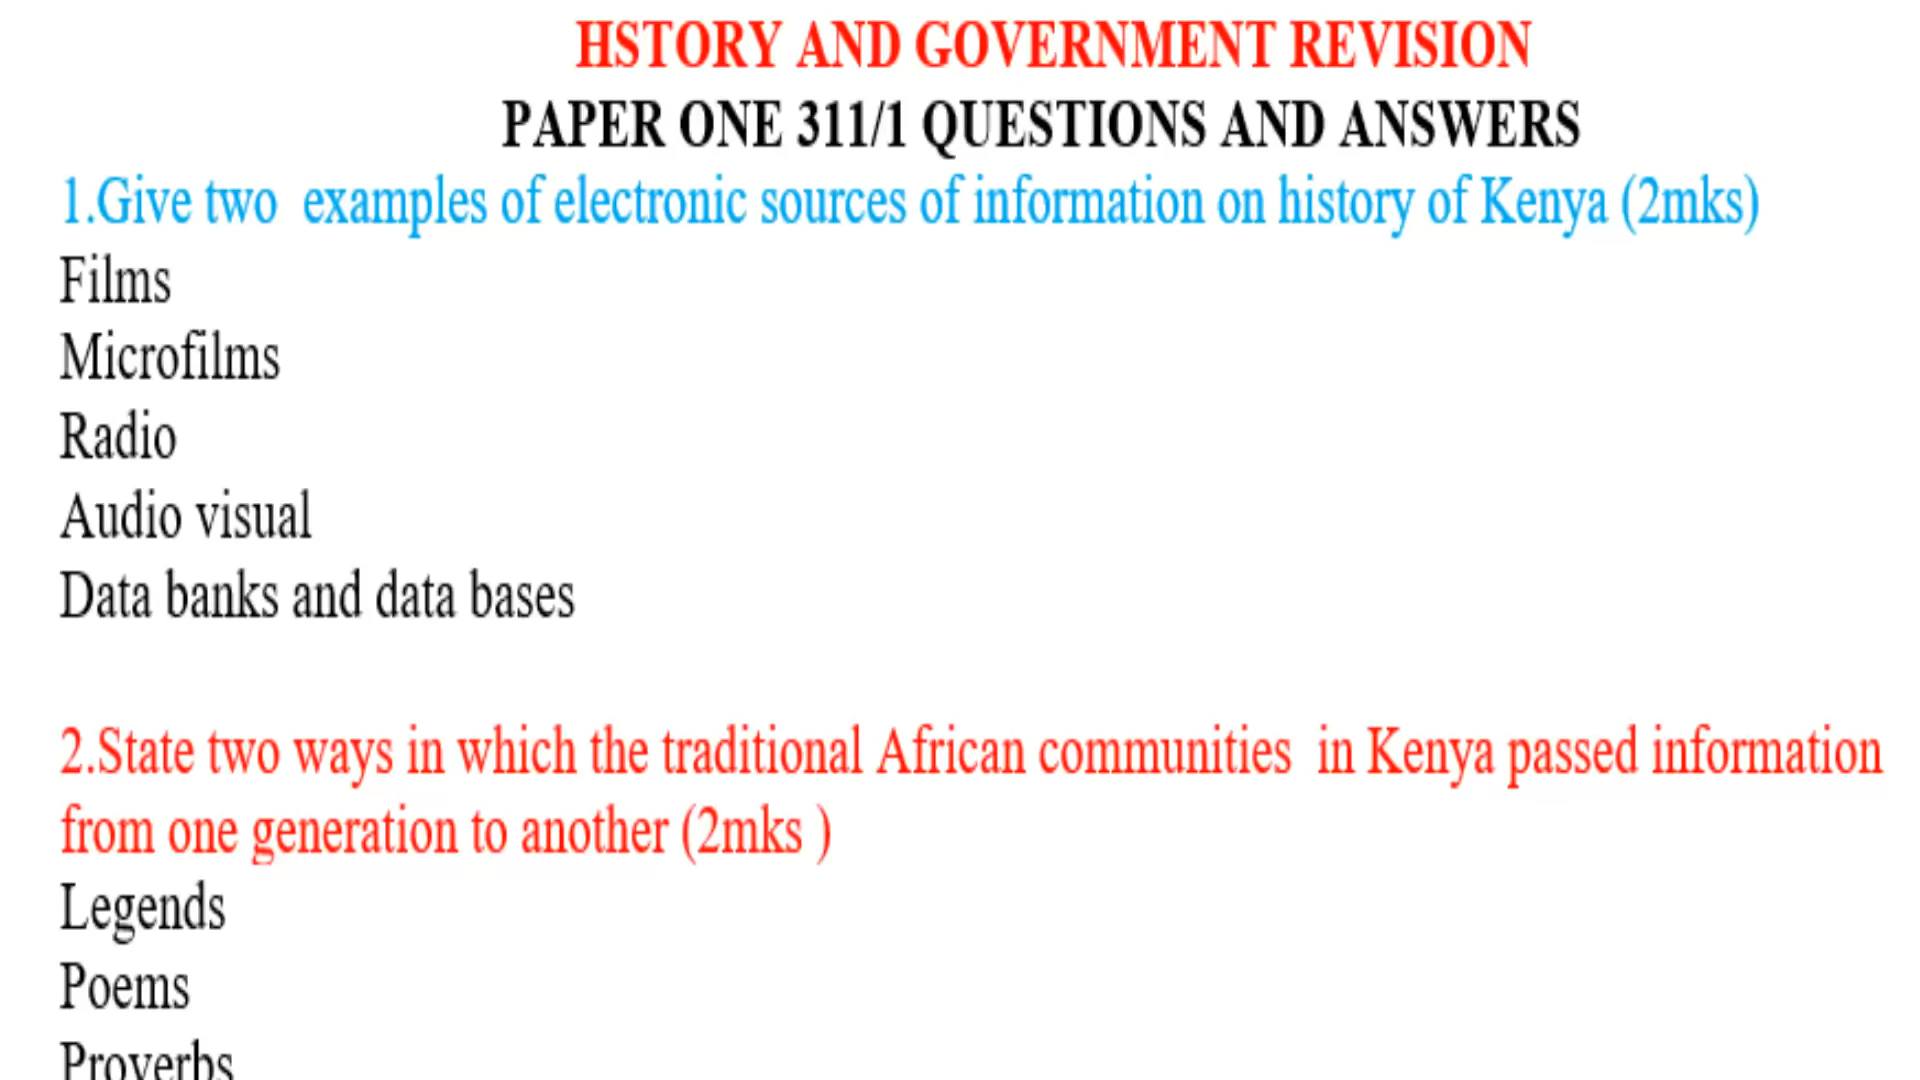 HSTORY AND GOVERNMENT REVISION
PAPER ONE 311/1 QUESTIONS AND ANSWERS
1.Give two examples of electronic sources of information on history of Kenya (2mks)
Films
Microfilms
Radio
Audio visual
Data banks and data bases
2.State two ways in which the traditional African communities in Kenya passed information
from one generation to another (2mks )
Legends
Poems
Proverbs